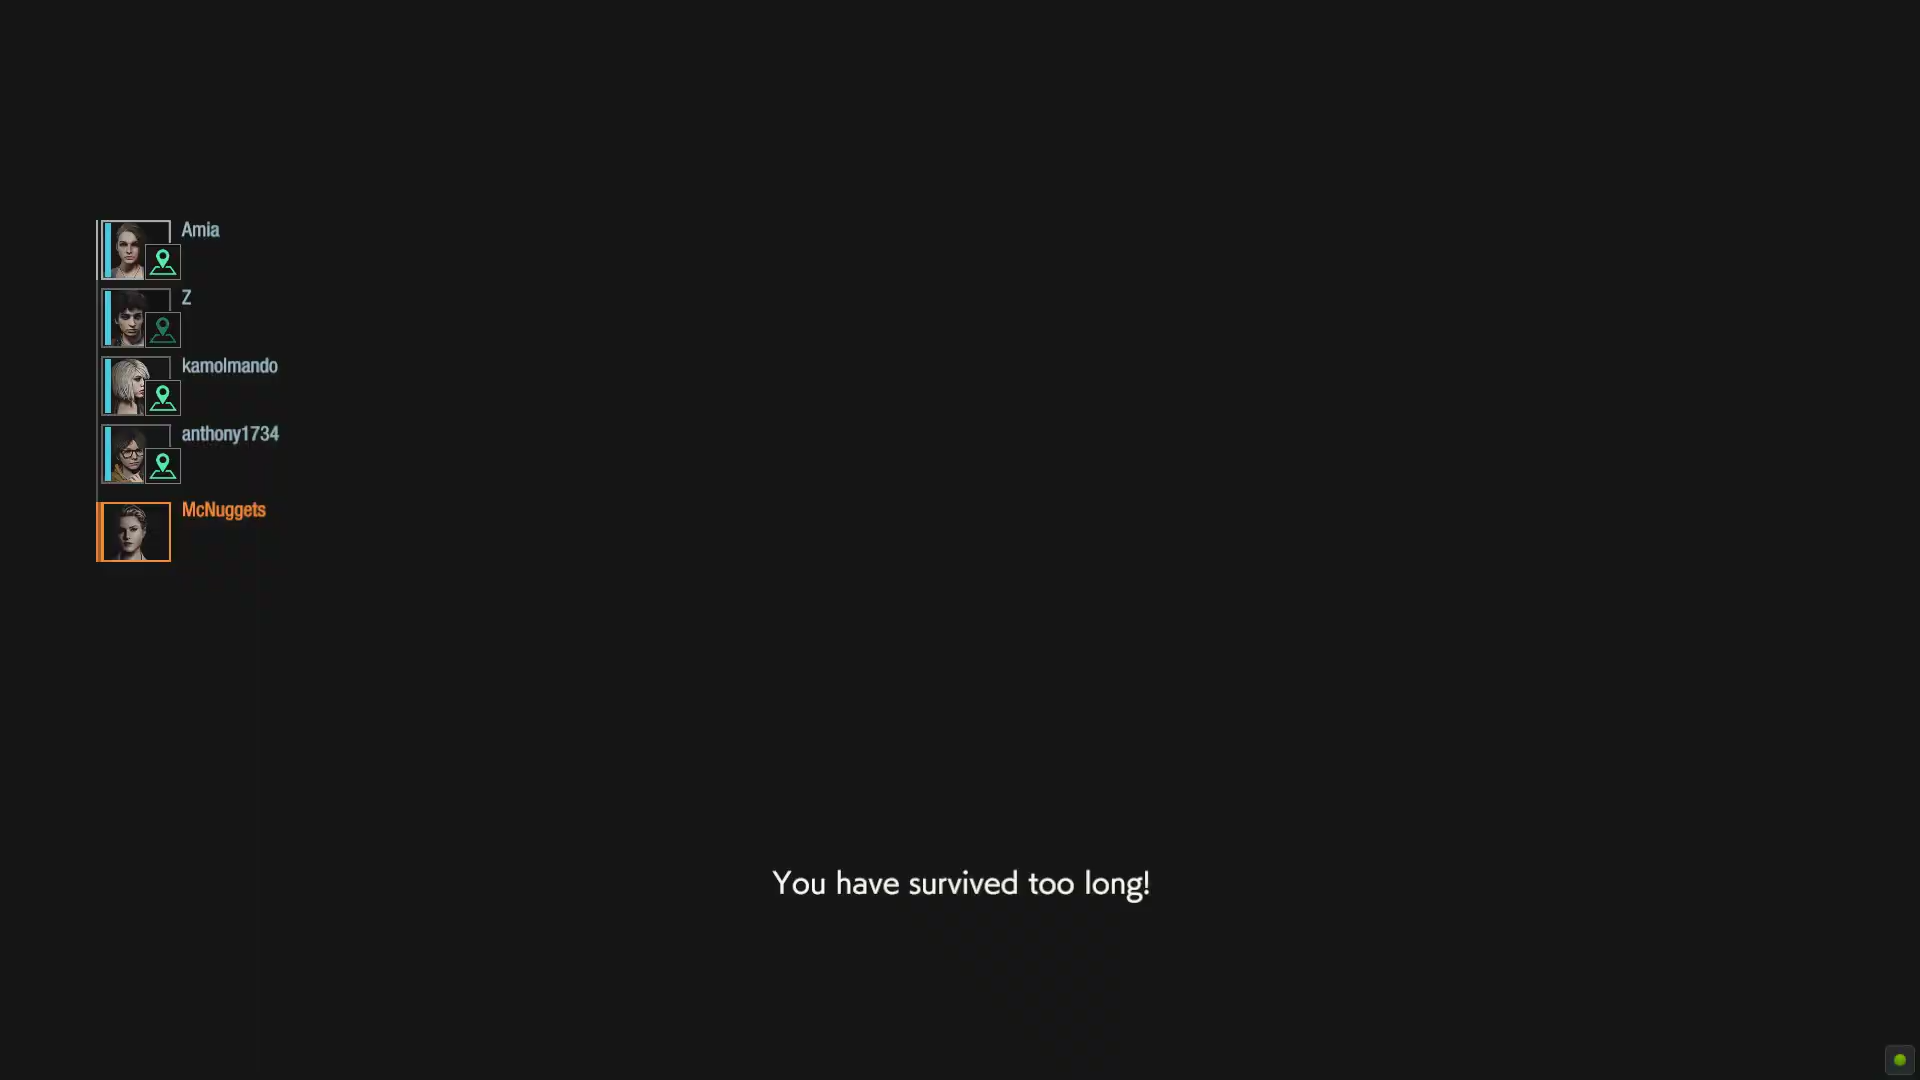 Amia
Z
kamolmando
anthony1734
McNuggets
You have survived too long!